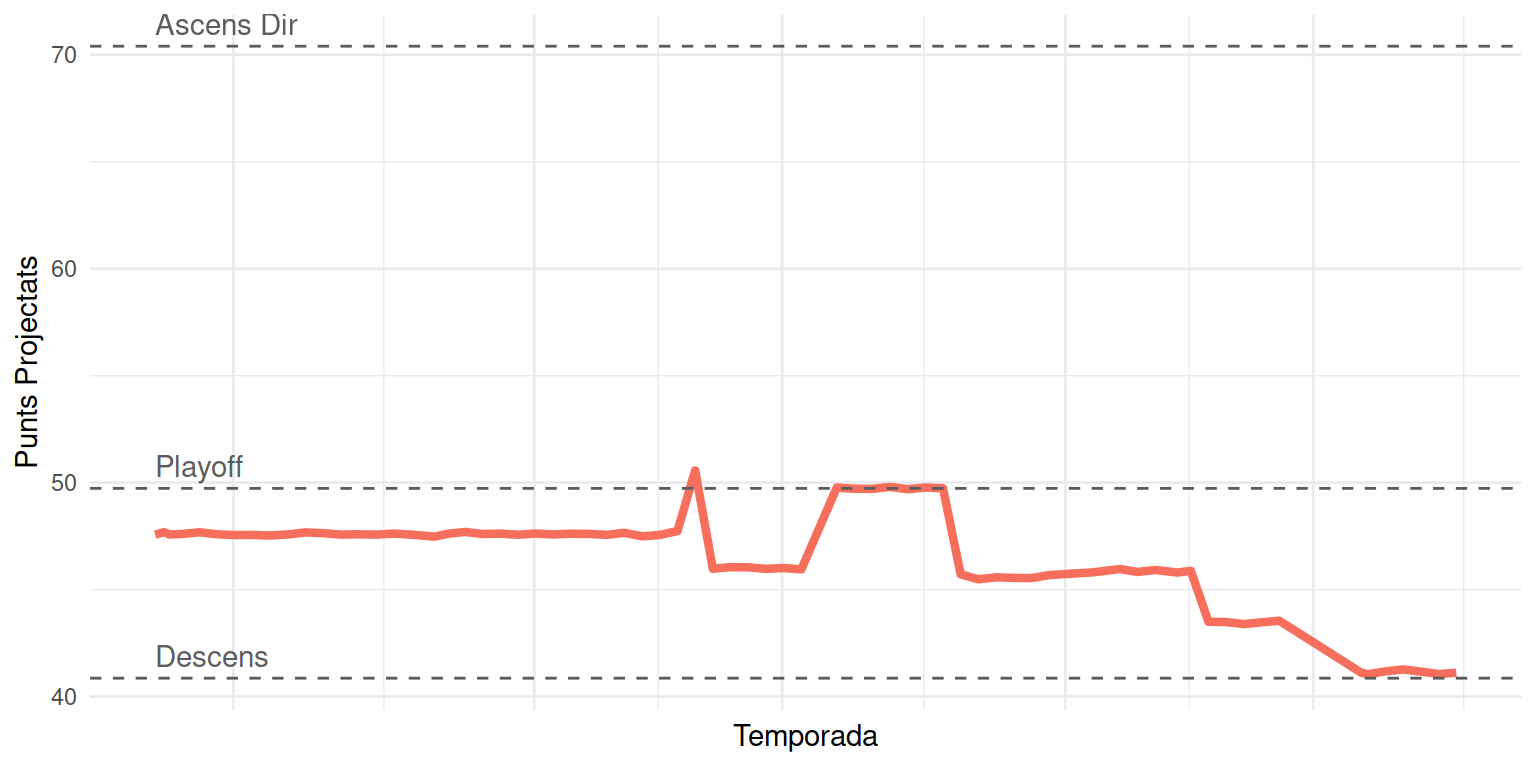 Ascens Dir
70
60
Punts Projectats
Playoff
50
Descens
40
Temporada